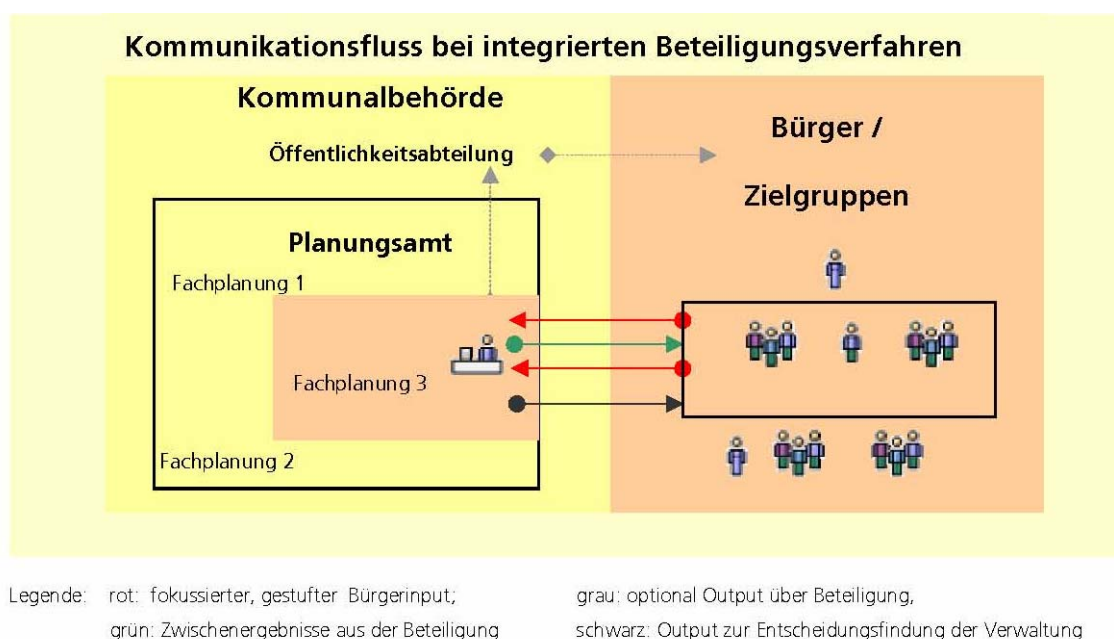 Kommunikationsfluss bei integrierten Beteiligungsverfahren
Kommunalbehörde
Öffentlichkeitsabteilung
Bürger /
Zielgruppen
Planungsamt
Fachplanung 1
Fachplanung 3
Fachplanung 2
Legende: rot: fokussierter, gestufter Bürgerinput; grau: optional Output über Beteiligung,
grün: Zwischenergebnisse aus der Beteiligung schwarz: Output zur Entscheidungsfindung der Verwaltung